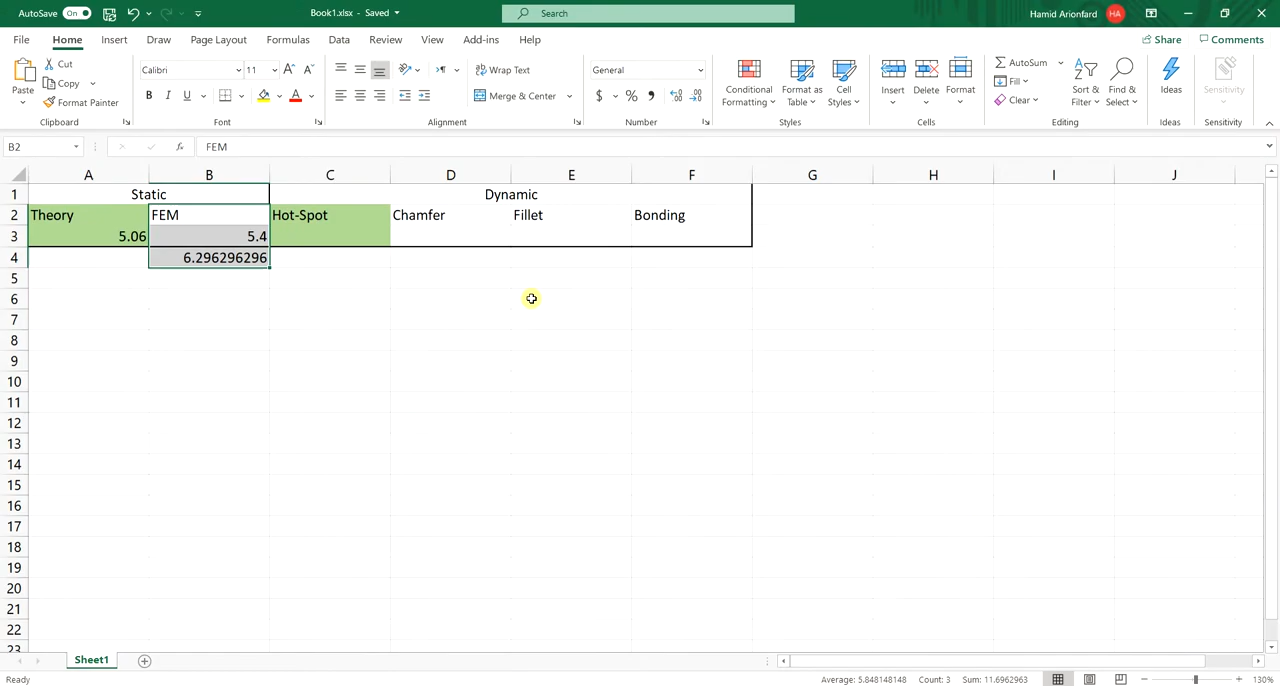 AutoSave On Book1.xlsx - Saved Search Hamid Arionfard HA
File Home Insert Draw Page Layout Formulas Data Review View Add-ins Help Share Comments
Paste Cut Copy Format Painter
Calibri 11 A A
B I U A
Wrap Text
Merge & Center
General
$ % ,
Conditional Formatting
Format as Table
Cell Styles
Insert Delete Format
AutoSum
Fill
Clear
Sort & Filter
Find & Select
Ideas
Sensitivity
Clipboard Font Alignment Number Styles Cells Editing Ideas Sensitivity
B2 fx FEM
A B C D E F G H I J
1 Static Dynamic
2 Theory FEM Hot-Spot Chamfer Fillet Bonding
3 5.06 5.4
4 6.296296296
5
6
7
8
9
10
11
12
13
14
15
16
17
18
19
20
21
22
23
Sheet1
Ready Average: 5.848148148 Count: 3 Sum: 11.6962963 130%